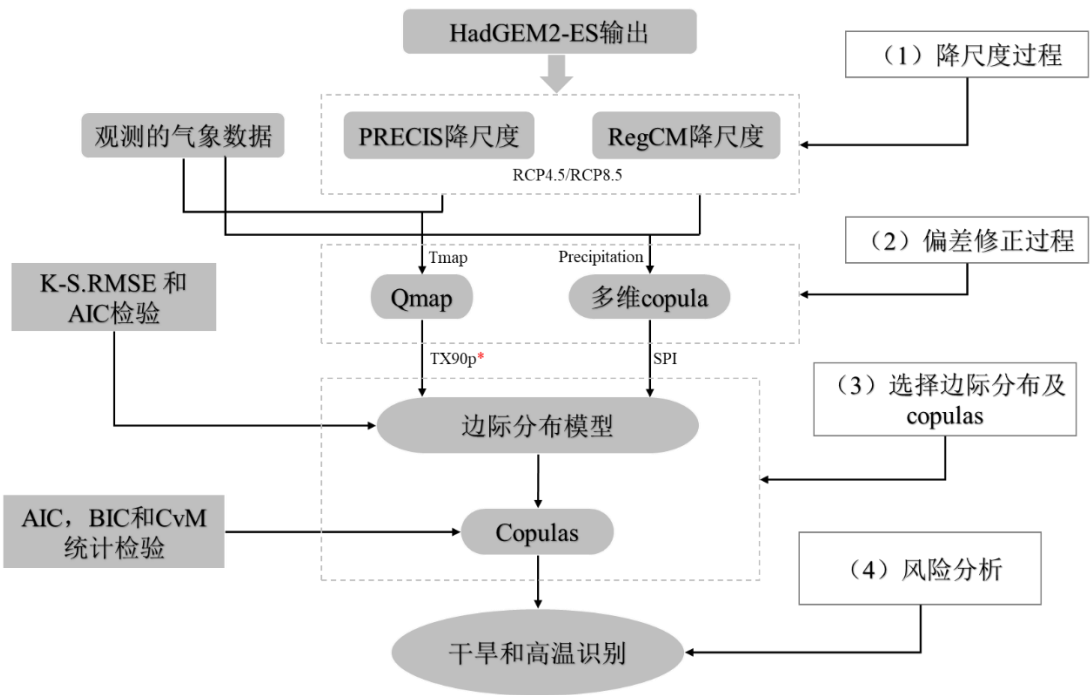 HadGEM2-ES输出
（1）降尺度过程
观测的气象数据
PRECIS降尺度
RegCM降尺度
RCP4.5/RCP8.5
（2）偏差修正过程
Tmap
Precipitation
K-S.RMSE 和
AIC检验
Qmap
多维copula
TX90p*
SPI
（3）选择边际分布及
copulas
边际分布模型
AIC，BIC和CvM
统计检验
Copulas
（4）风险分析
干旱和高温识别